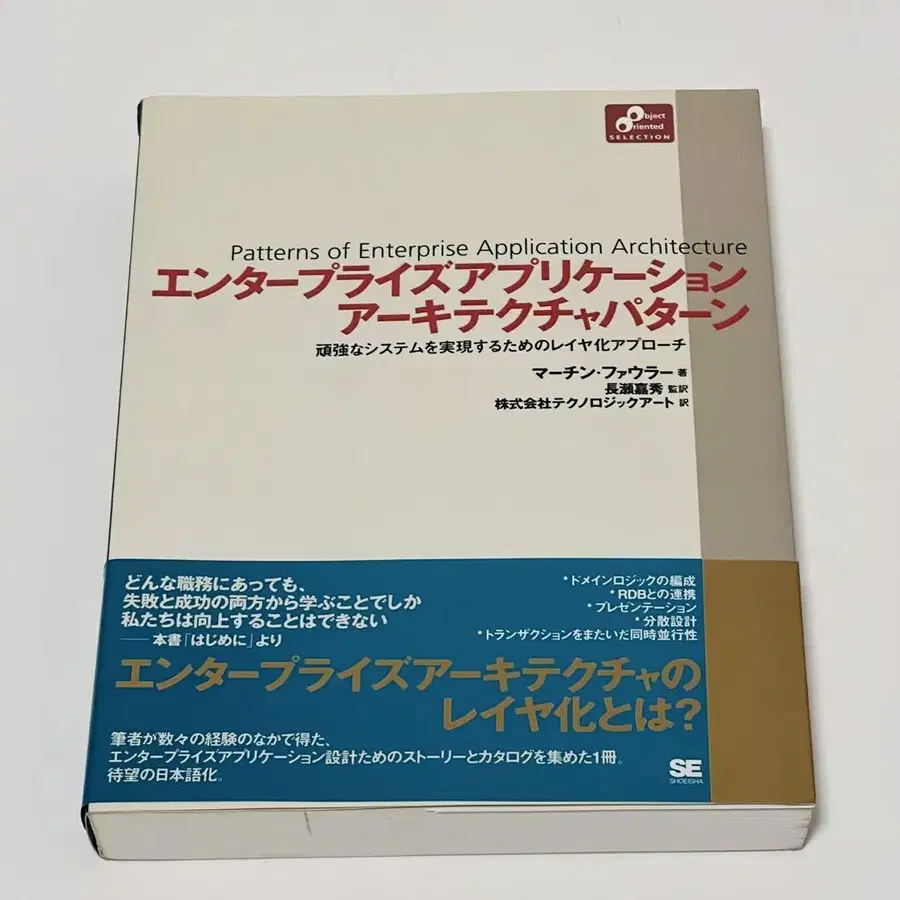 Object
Oriented
SELECTION
Patterns of Enterprise Application Architecture
エンタープライズアプリケーション
アーキテクチャパターン
頑強なシステムを実現するためのレイヤ化アプローチ
マーチン・ファウラー 著
長瀬嘉秀 監訳
株式会社テクノロジックアート 訳
どんな職務にあっても、
失敗と成功の両方から学ぶことでしか
私たちは向上することはできない
―― 本書「はじめに」より
*ドメインロジックの編成
*RDBとの連携
*プレゼンテーション
*分散設計
*トランザクションをまたいだ同時並行性
エンタープライズアーキテクチャの
レイヤ化とは?
筆者が数々の経験のなかで得た、
エンタープライズアプリケーション設計ためのストーリーとカタログを集めた1冊。
待望の日本語化。
SE
SHOEISHA